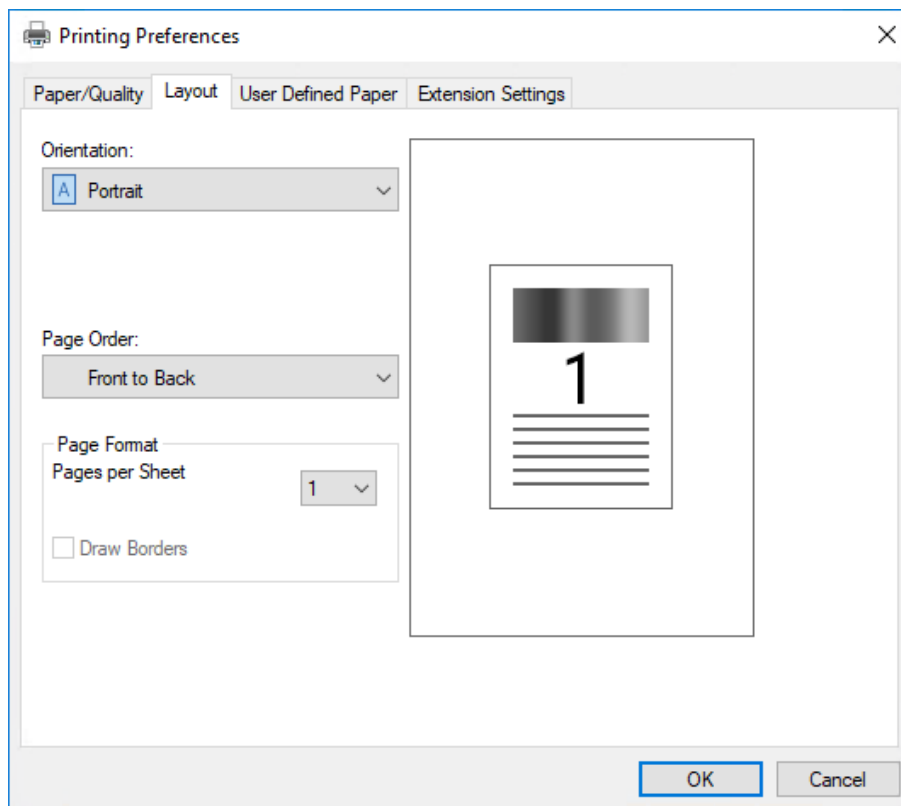 Printing Preferences
Paper/Quality Layout User Defined Paper Extension Settings
Orientation:
A Portrait
Page Order:
Front to Back
Page Format
Pages per Sheet
1
Draw Borders
1
OK Cancel